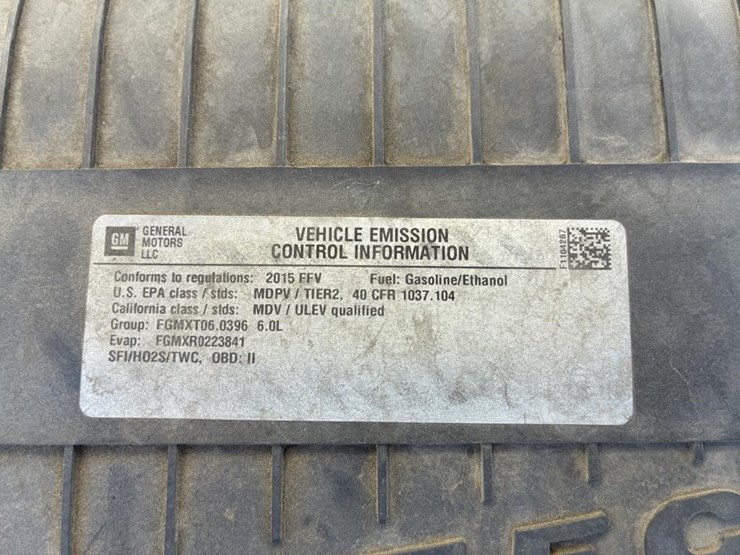 GM
GENERAL
MOTORS
LLC
VEHICLE EMISSION
CONTROL INFORMATION
F1104267
Conforms to regulations: 2015 FFV Fuel: Gasoline/Ethanol
U.S. EPA class / stds: MDPV / TIER2, 40 CFR 1037.104
California class / stds: MDV / ULEV qualified
Group: FGMXT06.0396 6.0L
Evap: FGMXR0223841
SFI/HO2S/TWC, OBD: II